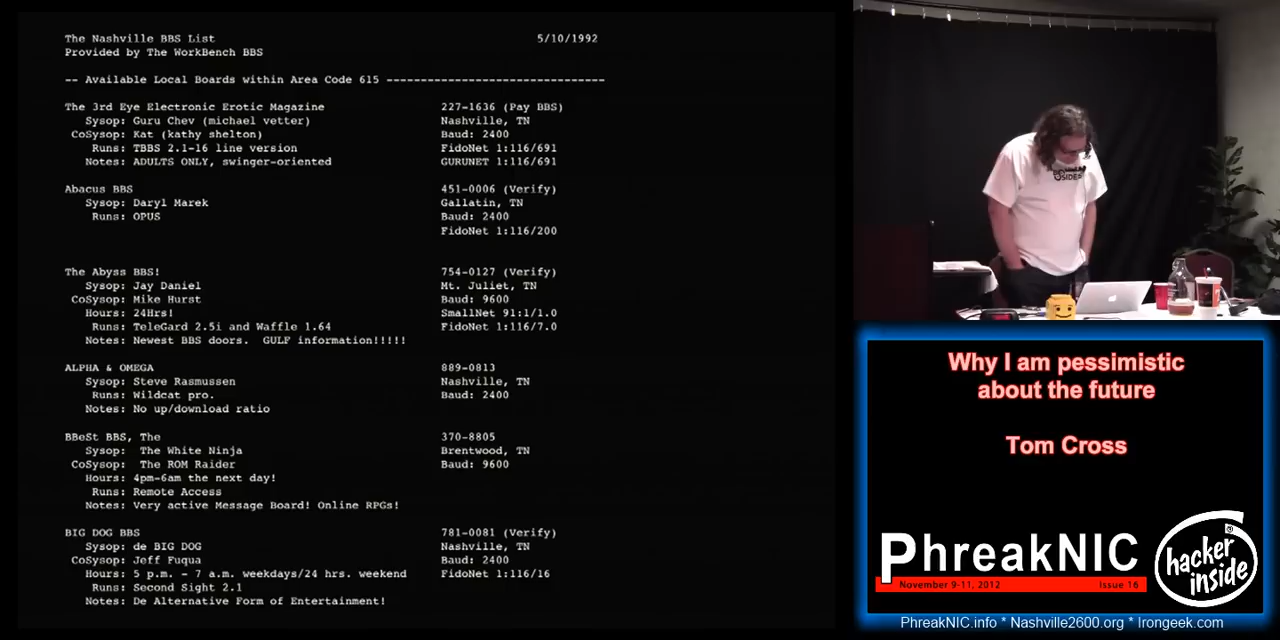 The Nashville BBS List 5/10/1992
Provided by The WorkBench BBS
-- Available Local Boards within Area Code 615 --------------------------------
The 3rd Eye Electronic Erotic Magazine 227-1636 (Pay BBS)
Sysop: Guru Chev (michael vetter) Nashville, TN
CoSysop: Kat (kathy shelton) Baud: 2400
Runs: TBBS 2.1-16 line version FidoNet 1:116/691
Notes: ADULTS ONLY, swinger-oriented GURUNET 1:116/691
Abacus BBS 451-0006 (Verify)
Sysop: Daryl Marek Gallatin, TN
Runs: OPUS Baud: 2400
FidoNet 1:116/200
The Abyss BBS! 754-0127 (Verify)
Sysop: Jay Daniel Mt. Juliet, TN
CoSysop: Mike Hurst Baud: 9600
Hours: 24Hrs! SmallNet 91:1/1.0
Runs: TeleGard 2.5i and Waffle 1.64 FidoNet 1:116/7.0
Notes: Newest BBS doors. GULF information!!!!!
ALPHA & OMEGA 889-0813
Sysop: Steve Rasmussen Nashville, TN
Runs: Wildcat pro. Baud: 2400
Notes: No up/download ratio
BBeSt BBS, The 370-8805
Sysop: The White Ninja Brentwood, TN
CoSysop: The ROM Raider Baud: 9600
Hours: 4pm-6am the next day!
Runs: Remote Access
Notes: Very active Message Board! Online RPGs!
BIG DOG BBS 781-0081 (Verify)
Sysop: de BIG DOG Nashville, TN
CoSysop: Jeff Fuqua Baud: 2400
Hours: 5 p.m. - 7 a.m. weekdays/24 hrs. weekend FidoNet 1:116/16
Runs: Second Sight 2.1
Notes: De Alternative Form of Entertainment!
Why I am pessimistic
about the future
Tom Cross
PhreakNIC
November 9-11, 2012 Issue 16
hacker
inside
PhreakNIC.info * Nashville2600.org * Irongeek.com